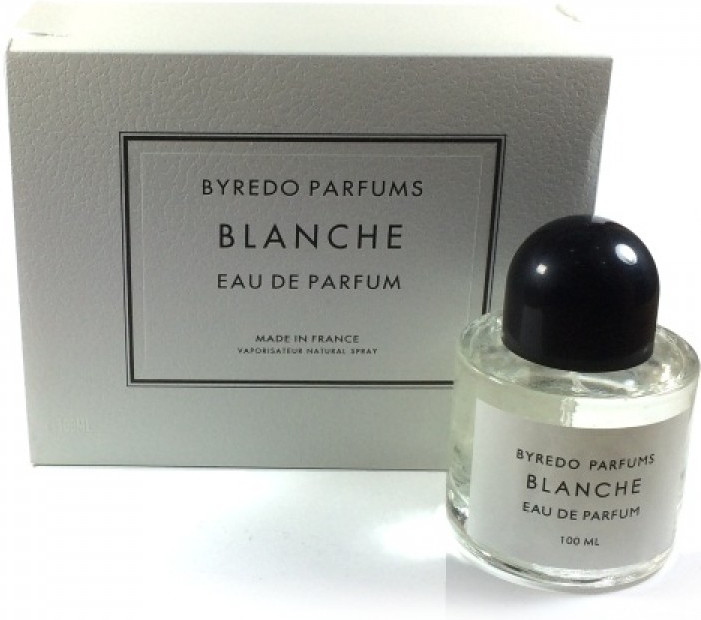 BYREDO PARFUMS
BLANCHE
EAU DE PARFUM
MADE IN FRANCE
VAPORISATEUR NATURAL SPRAY
BYREDO PARFUMS
BLANCHE
EAU DE PARFUM
100 ML